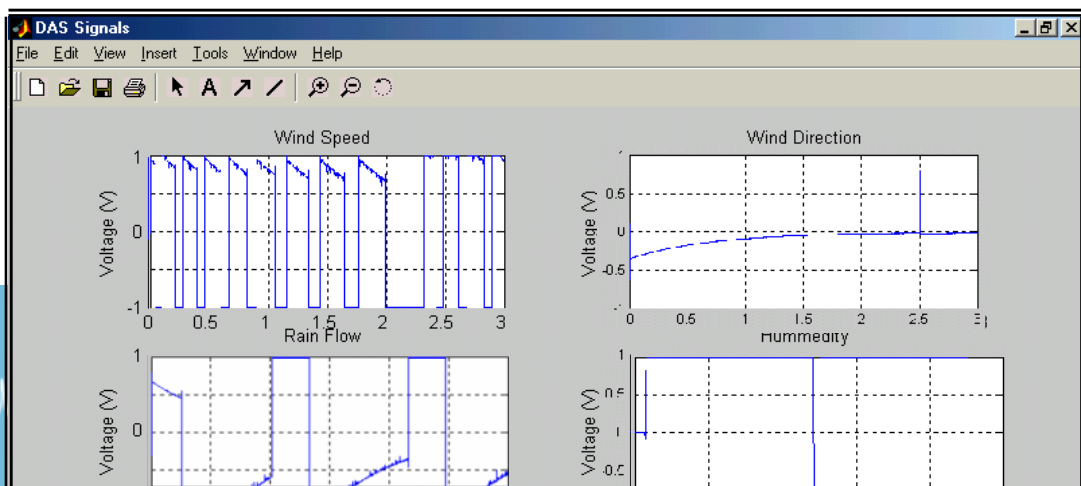 DAS Signals
File Edit View Insert Tools Window Help
A
Wind Speed
Wind Direction
Voltage (V)
1
0
-1
0 0.5 1 1.5 2 2.5 3
Voltage (V)
0.5
0
-0.5
0 0.5 1 1.5 2 2.5 3
Rain Flow
Hummedity
Voltage (V)
1
0
Voltage (V)
1
0.5
-0.5